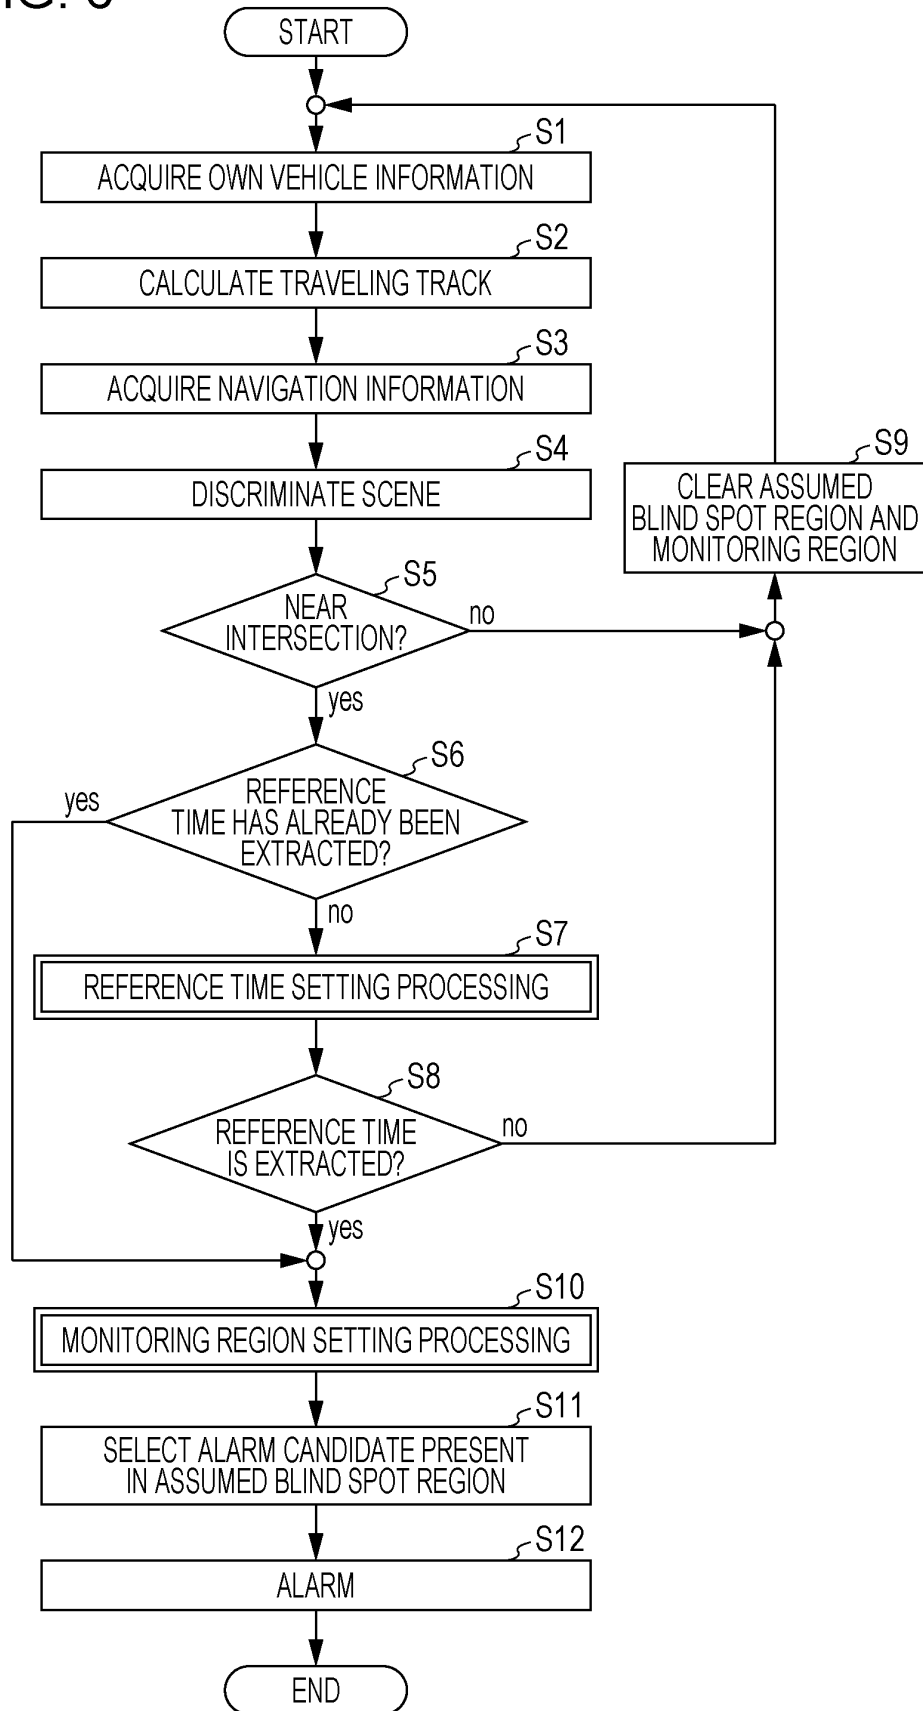 START
S1
ACQUIRE OWN VEHICLE INFORMATION
S2
CALCULATE TRAVELING TRACK
S3
ACQUIRE NAVIGATION INFORMATION
S4
DISCRIMINATE SCENE
S9
CLEAR ASSUMED
BLIND SPOT REGION AND
MONITORING REGION
S5
NEAR
INTERSECTION?
no
yes
S6
REFERENCE
TIME HAS ALREADY BEEN
EXTRACTED?
yes
no
S7
REFERENCE TIME SETTING PROCESSING
S8
REFERENCE TIME
IS EXTRACTED?
no
yes
S10
MONITORING REGION SETTING PROCESSING
S11
SELECT ALARM CANDIDATE PRESENT
IN ASSUMED BLIND SPOT REGION
S12
ALARM
END